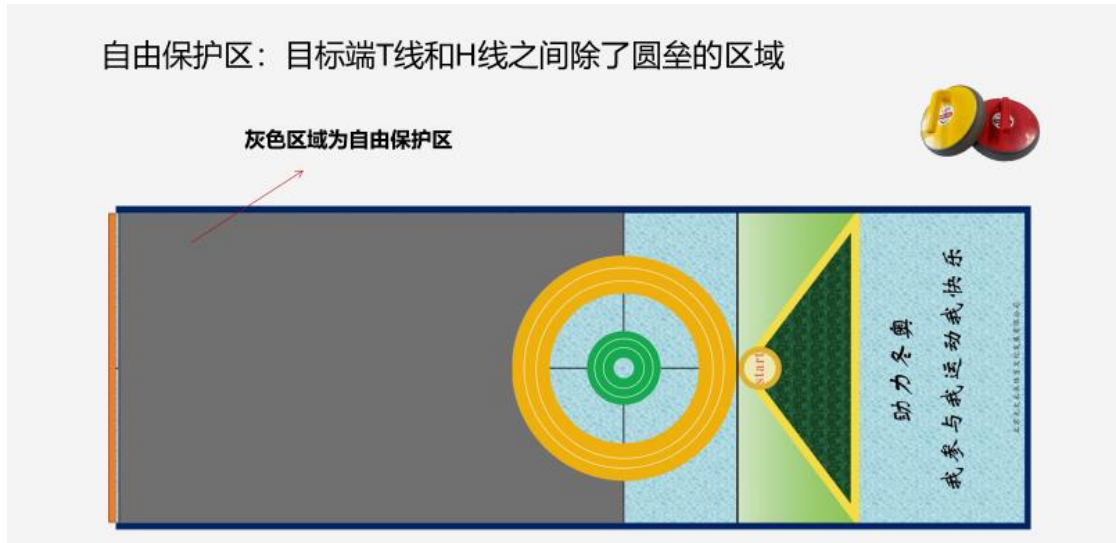 自由保护区：目标端T线和H线之间除了圆垒的区域
灰色区域为自由保护区
start
助力冬奥
我参与我运动我快乐